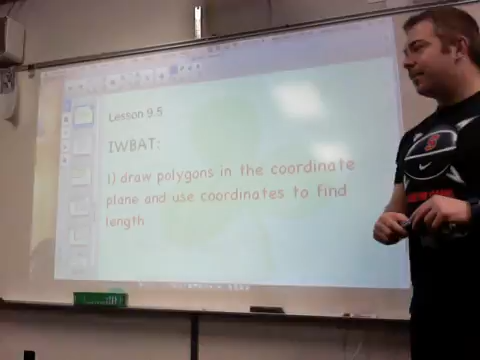 Lesson 9.5
IWBAT:
1) draw polygons in the coordinate
plane and use coordinates to find
length